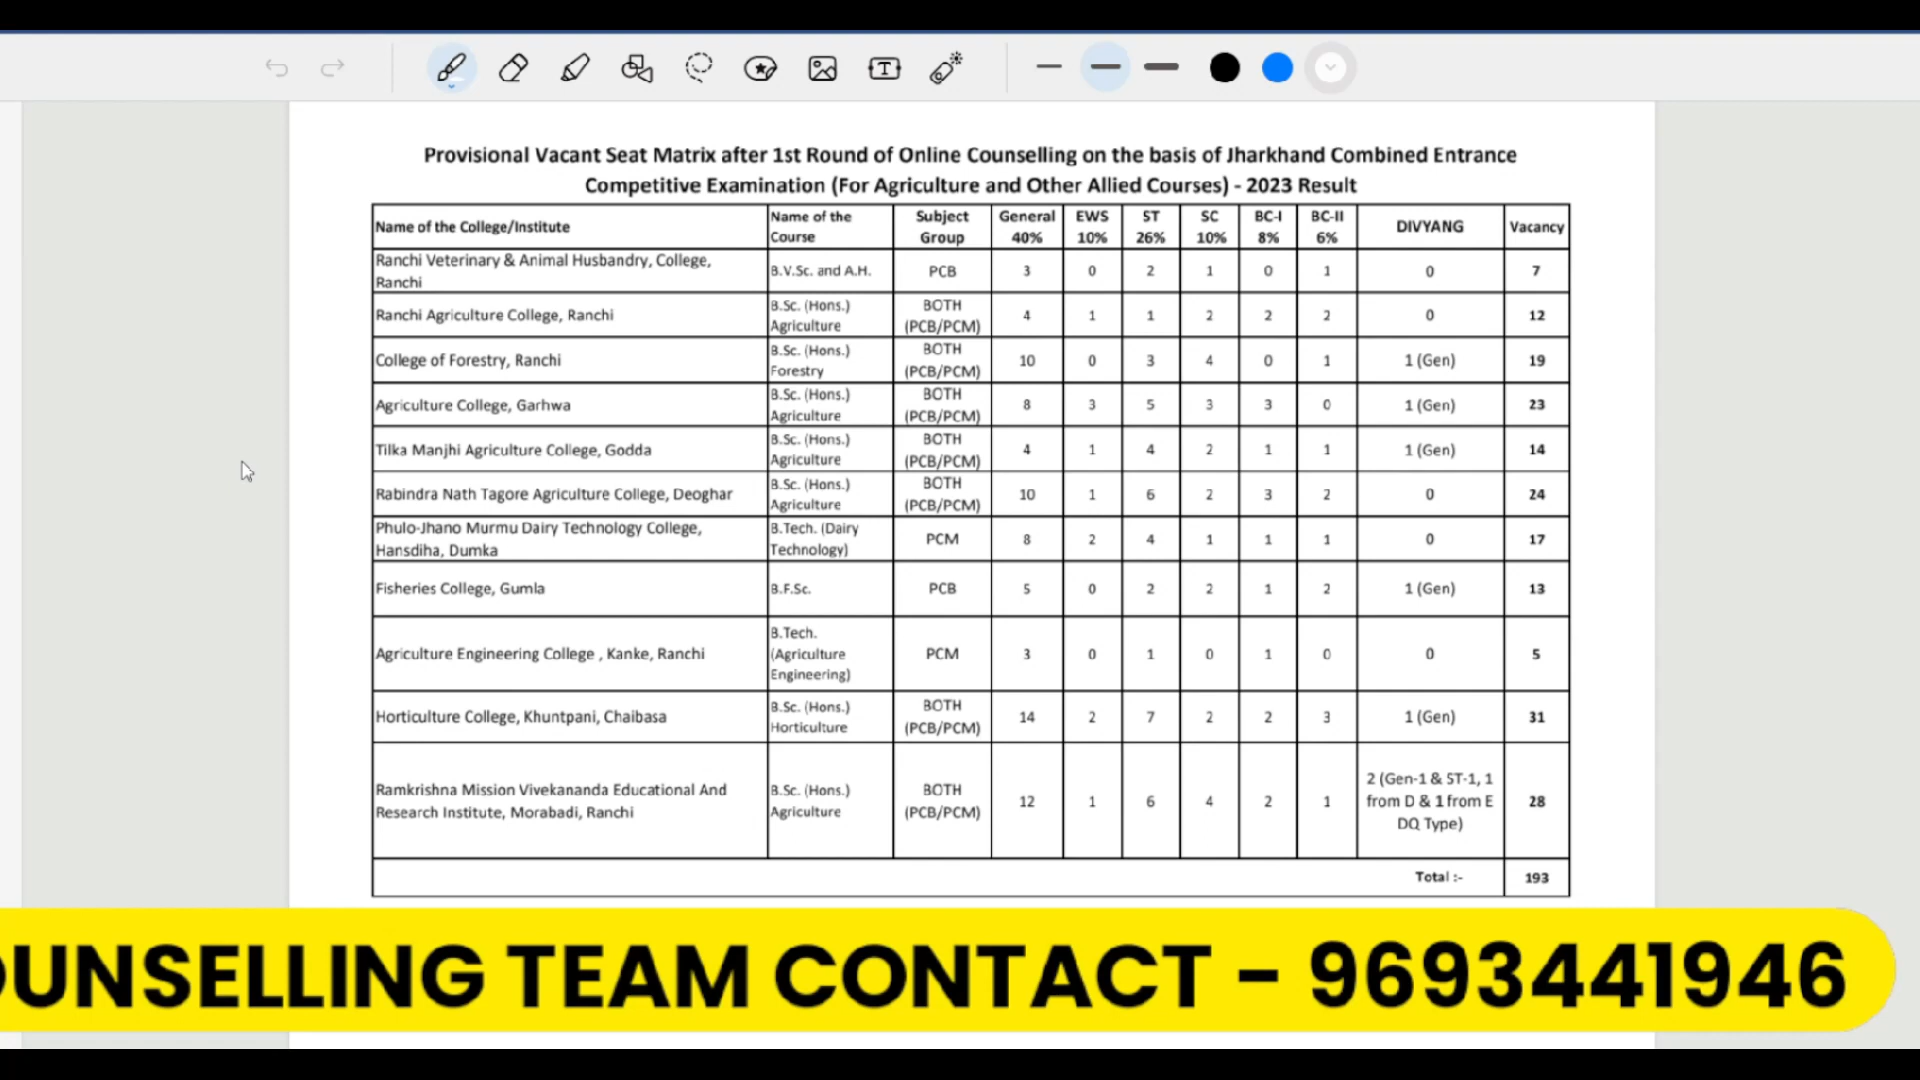 Provisional Vacant Seat Matrix after 1st Round of Online Counselling on the basis of Jharkhand Combined Entrance
Competitive Examination (For Agriculture and Other Allied Courses) - 2023 Result
Name of the College/Institute Name of the Course Subject Group General 40% EWS 10% ST 26% SC 10% BC-I 8% BC-II 6% DIVYANG Vacancy
Ranchi Veterinary & Animal Husbandry, College, Ranchi B.V.Sc. and A.H. PCB 3 0 2 1 0 1 0 7
Ranchi Agriculture College, Ranchi B.Sc. (Hons.) Agriculture BOTH (PCB/PCM) 4 1 1 2 2 2 0 12
College of Forestry, Ranchi B.Sc. (Hons.) Forestry BOTH (PCB/PCM) 10 0 3 4 0 1 1 (Gen) 19
Agriculture College, Garhwa B.Sc. (Hons.) Agriculture BOTH (PCB/PCM) 8 3 5 3 3 0 1 (Gen) 23
Tilka Manjhi Agriculture College, Godda B.Sc. (Hons.) Agriculture BOTH (PCB/PCM) 4 1 4 2 1 1 1 (Gen) 14
Rabindra Nath Tagore Agriculture College, Deoghar B.Sc. (Hons.) Agriculture BOTH (PCB/PCM) 10 1 6 2 3 2 0 24
Phulo-Jhano Murmu Dairy Technology College, Hansdiha, Dumka B.Tech. (Dairy Technology) PCM 8 2 4 1 1 1 0 17
Fisheries College, Gumla B.F.Sc. PCB 5 0 2 2 1 2 1 (Gen) 13
Agriculture Engineering College , Kanke, Ranchi B.Tech. (Agriculture Engineering) PCM 3 0 1 0 1 0 0 5
Horticulture College, Khuntpani, Chaibasa B.Sc. (Hons.) Horticulture BOTH (PCB/PCM) 14 2 7 2 2 3 1 (Gen) 31
Ramkrishna Mission Vivekananda Educational And Research Institute, Morabadi, Ranchi B.Sc. (Hons.) Agriculture BOTH (PCB/PCM) 12 1 6 4 2 1 2 (Gen-1 & ST-1, 1 from D & 1 from E DQ Type) 28
Total :- 193
OUNSELLING TEAM CONTACT - 9693441946